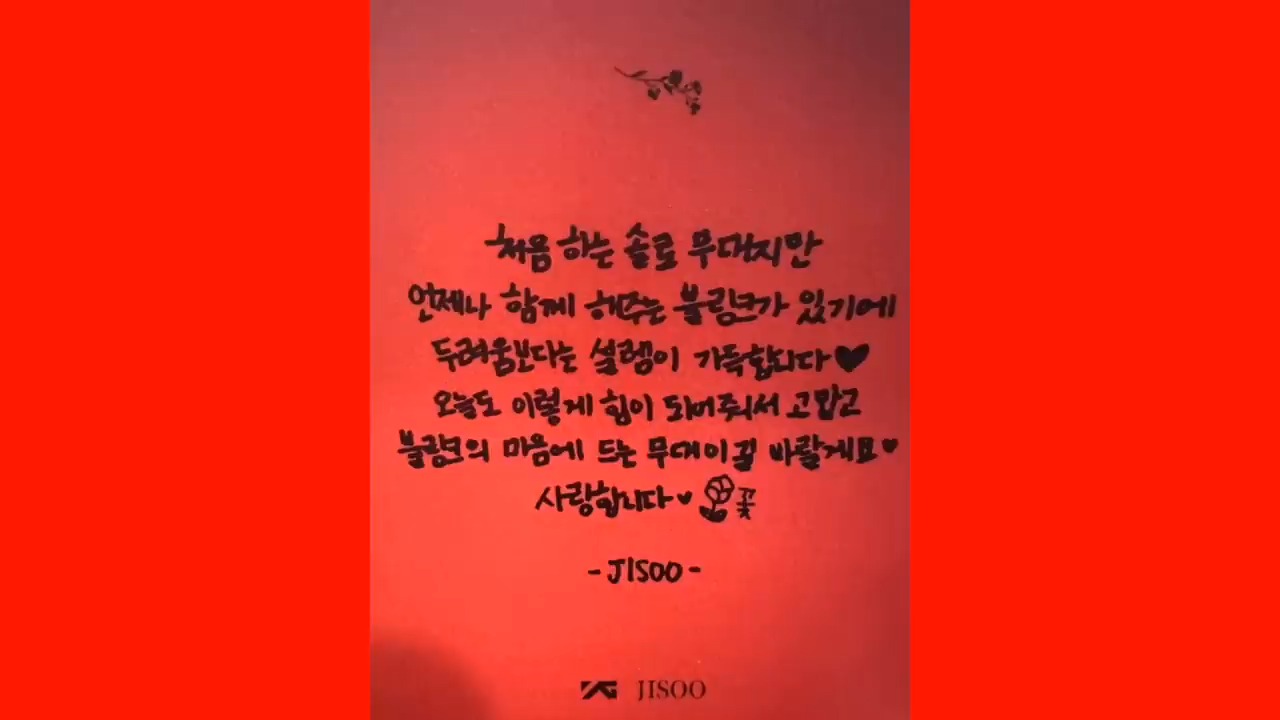 처음 하는 솔로 무대지만
언제나 함께 해주는 블링크가 있기에
두려움보다는 설렘이 가득합니다♥
오늘도 이렇게 힘이 되어줘서 고맙고
블링크의 마음에 드는 무대이길 바랄게요♥
사랑합니다♥ 꽃
-JISOO-
YG JISOO